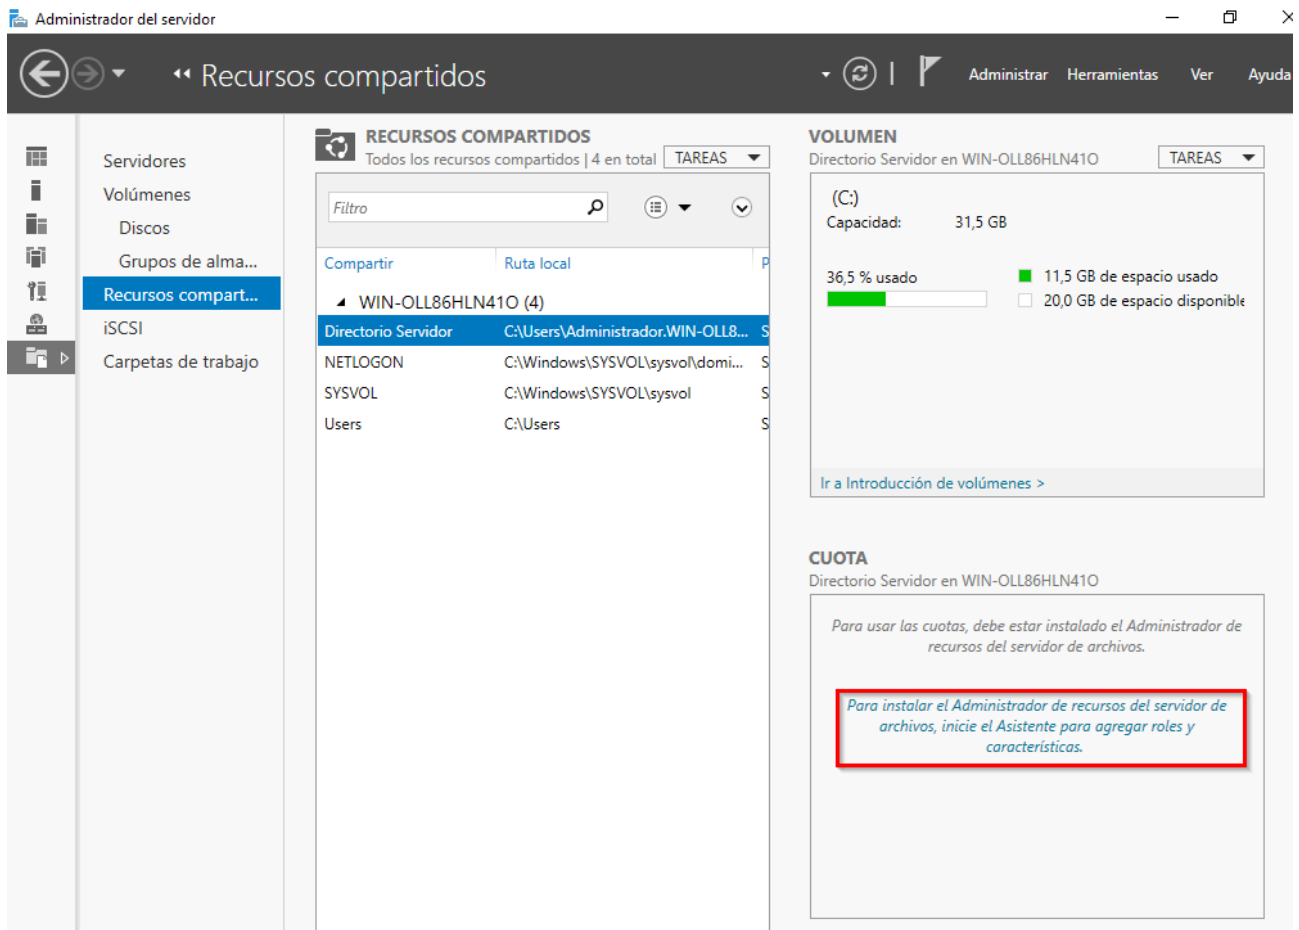 Administrador del servidor
Recursos compartidos
Administrar Herramientas Ver Ayuda
Servidores
Volúmenes
Discos
Grupos de alma...
Recursos compart...
iSCSI
Carpetas de trabajo
RECURSOS COMPARTIDOS
Todos los recursos compartidos | 4 en total TAREAS
Filtro
Compartir Ruta local P
WIN-OLL86HLN41O (4)
Directorio Servidor C:\Users\Administrador.WIN-OLL8... S
NETLOGON C:\Windows\SYSVOL\sysvol\domi... S
SYSVOL C:\Windows\SYSVOL\sysvol S
Users C:\Users S
VOLUMEN
Directorio Servidor en WIN-OLL86HLN41O TAREAS
(C:)
Capacidad: 31,5 GB
36,5 % usado
11,5 GB de espacio usado
20,0 GB de espacio disponible
Ir a Introducción de volúmenes >
CUOTA
Directorio Servidor en WIN-OLL86HLN41O
Para usar las cuotas, debe estar instalado el Administrador de
recursos del servidor de archivos.
Para instalar el Administrador de recursos del servidor de
archivos, inicie el Asistente para agregar roles y
características.